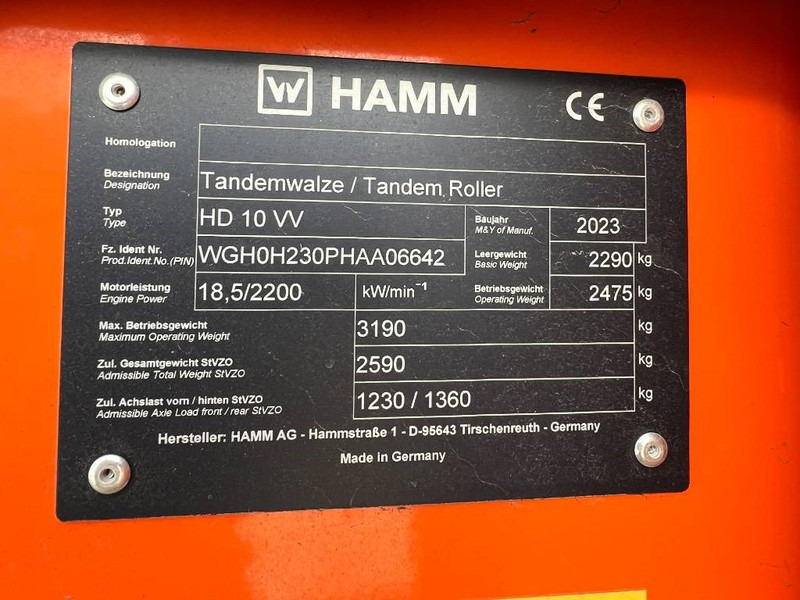 W HAMM CE
Homologation
Bezeichnung
Designation
Tandemwalze / Tandem Roller
Typ
Type
HD 10 VV
Baujahr
M&Y of Manuf.
2023
Fz. Ident Nr.
Prod.Ident.No.(PIN)
WGH0H230PHAA06642
Leergewicht
Basic Weight
2290 kg
Motorleistung
Engine Power
18,5/2200 kW/min⁻¹
Betriebsgewicht
Operating Weight
2475 kg
Max. Betriebsgewicht
Maximum Operating Weight
3190 kg
Zul. Gesamtgewicht StVZO
Admissible Total Weight StVZO
2590 kg
Zul. Achslast vorn / hinten StVZO
Admissible Axle Load front / rear StVZO
1230 / 1360 kg
Hersteller: HAMM AG - Hammstraße 1 - D-95643 Tirschenreuth - Germany
Made in Germany